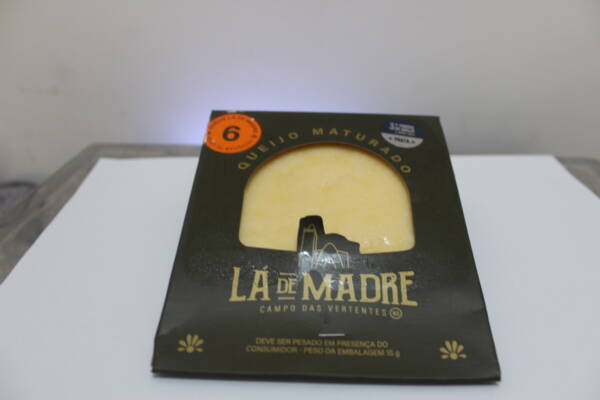 6
QUEIJO MATURADO
PRATA
LÁ DE MADRE
CAMPO DAS VERTENTES
DEVE SER PESADO EM PRESENÇA DO
CONSUMIDOR - PESO DA EMBALAGEM 15 g